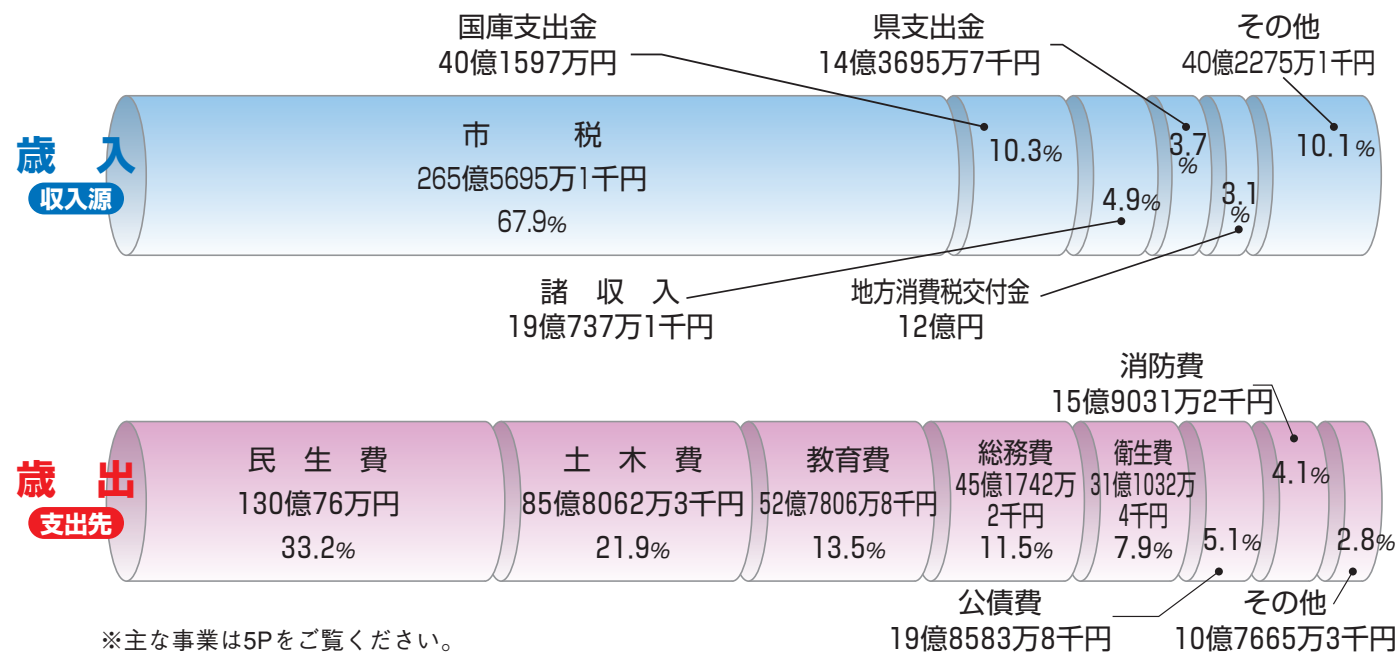 国庫支出金
40億1597万円
県支出金
14億3695万7千円
その他
40億2275万1千円
歳 入
収入源
市 税
265億5695万1千円
67.9%
10.3%
4.9%
3.7
%
3.1
%
10.1%
諸 収 入
19億737万1千円
地方消費税交付金
12億円
消防費
15億9031万2千円
歳 出
支出先
民 生 費
130億76万円
33.2%
土 木 費
85億8062万3千円
21.9%
教育費
52億7806万8千円
13.5%
総務費
45億1742万
2千円
11.5%
衛生費
31億1032万
4千円
7.9%
5.1%
4.1%
2.8%
公債費
19億8583万8千円
その他
10億7665万3千円
※主な事業は5Pをご覧ください。